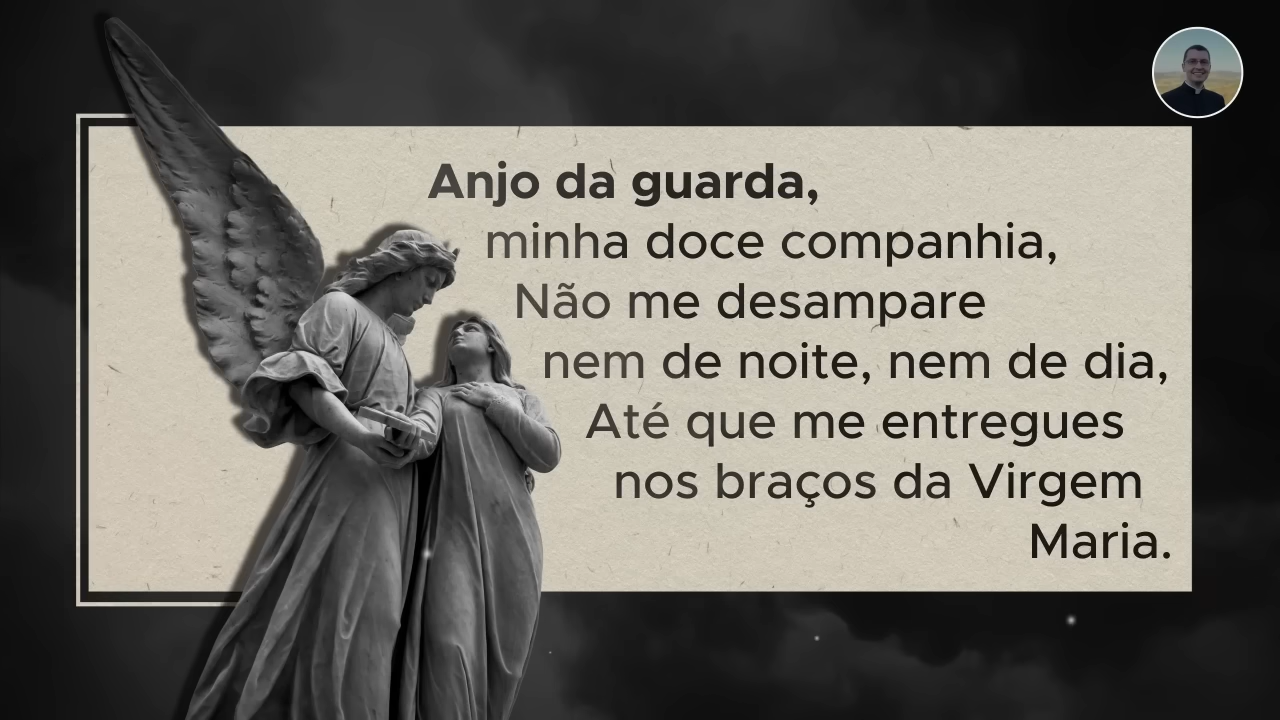 Anjo da guarda,
minha doce companhia,
Não me desampare
nem de noite, nem de dia,
Até que me entregues
nos braços da Virgem
Maria.